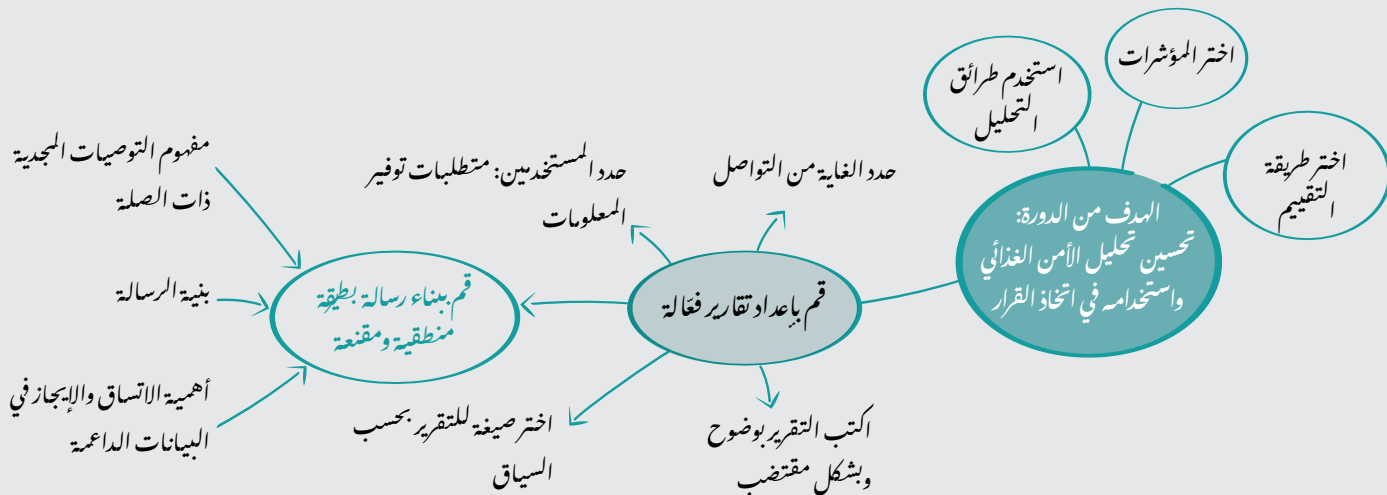 اختر المؤشرات
استخدم طرائق
التحليل
اختر طريقة
التقييم
الهدف من الدورة:
تحسين تحليل الأمن الغذائي
واستخدامه في اتخاذ القرار
حدد الغاية من التواصل
حدد المستخدمين: متطلبات توفير
المعلومات
قم بإعداد تقارير فعّالة
اكتب التقرير بوضوح
وبشكل مقتضب
اختر صيغة للتقرير بحسب
السياق
قم ببناء رسالة بطريقة
منطقية ومقنعة
مفهوم التوصيات المجدية
ذات الصلة
بنية الرسالة
أهمية الاتساق والإيجاز في
البيانات الداعمة